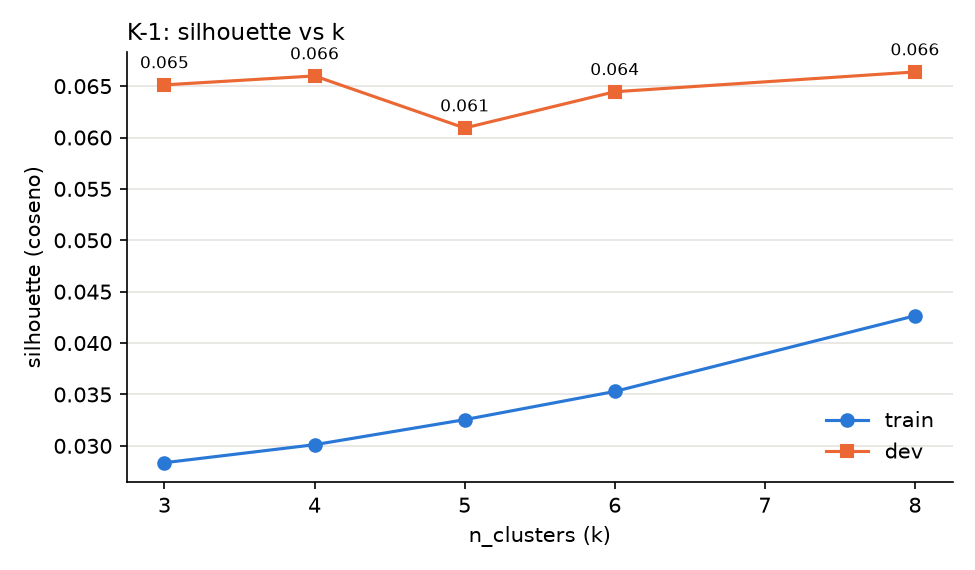 K-1: silhouette vs k
0.065
0.066
0.061
0.064
0.066
silhouette (coseno)
0.065
0.060
0.055
0.050
0.045
0.040
0.035
0.030
train
dev
3 4 5 6 7 8
n_clusters (k)